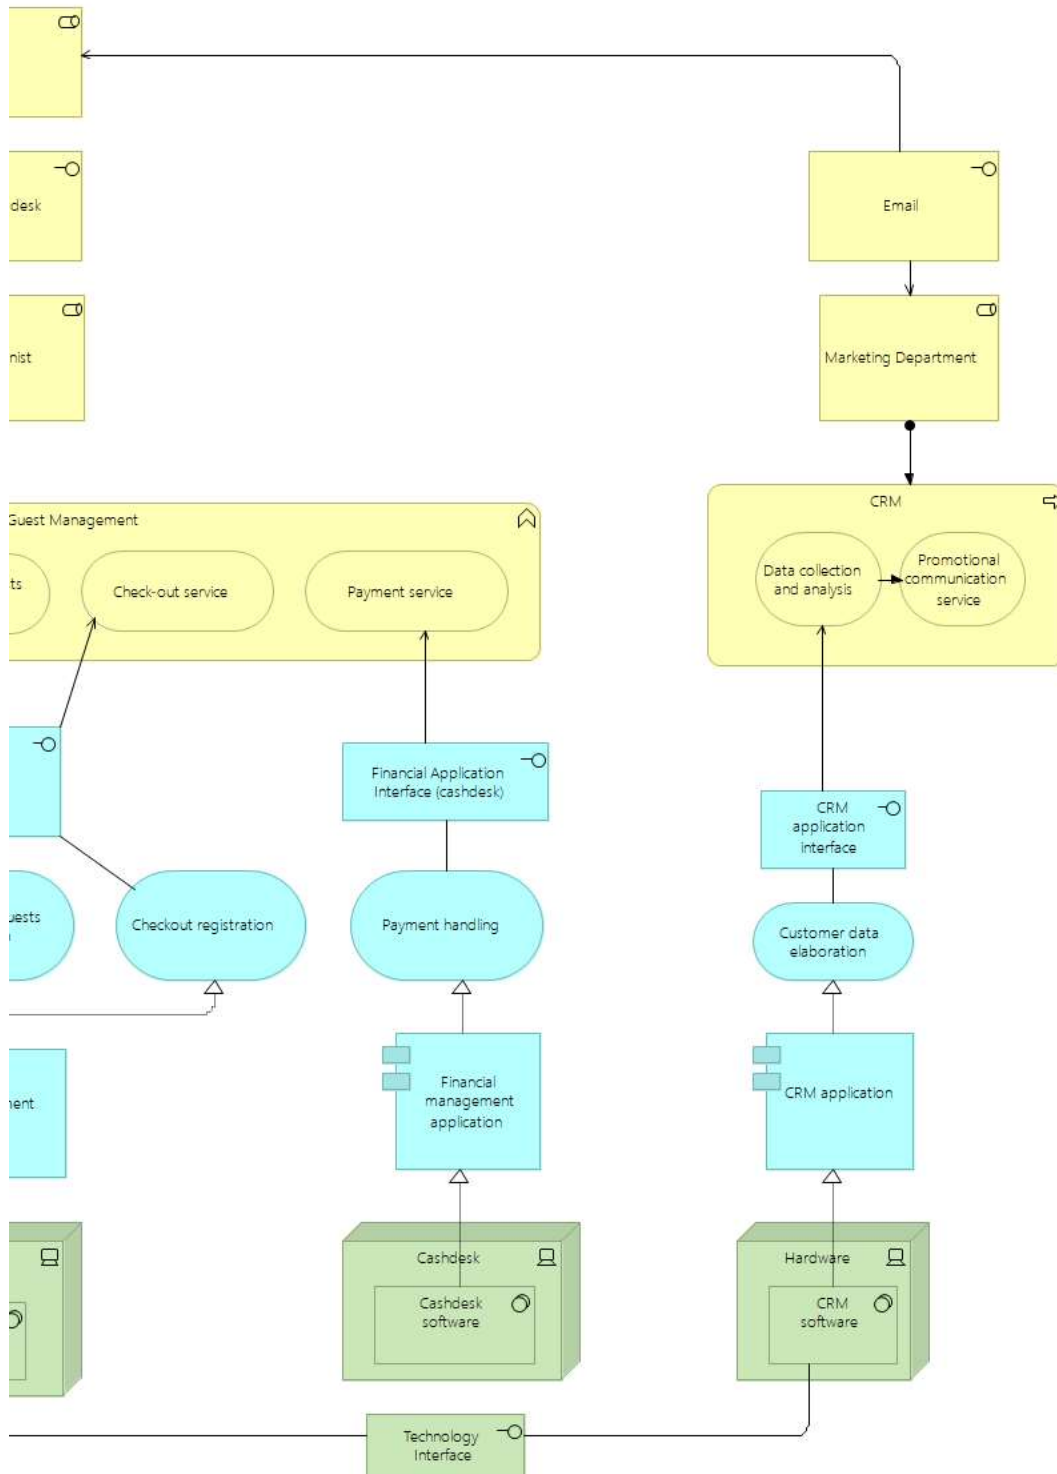 desk
Email
nist
Marketing Department
CRM
Guest Management
ts
Check-out service
Payment service
Data collection
and analysis
Promotional
communication
service
Financial Application
Interface (cashdesk)
CRM
application
interface
uests
Checkout registration
Payment handling
Customer data
elaboration
Financial
management
application
CRM application
nent
Cashdesk
Hardware
Cashdesk
software
CRM
software
Technology
Interface